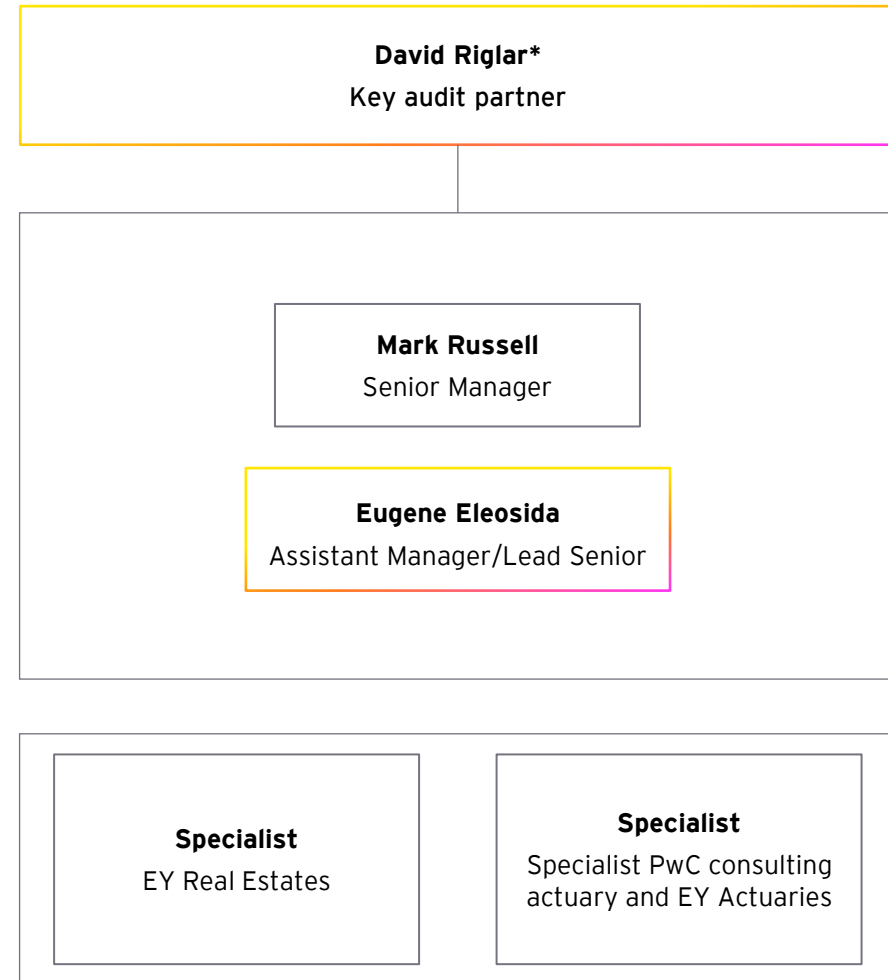 David Riglar*
Key audit partner
Mark Russell
Senior Manager
Eugene Eleosida
Assistant Manager/Lead Senior
Specialist
EY Real Estates
Specialist
Specialist PwC consulting
actuary and EY Actuaries